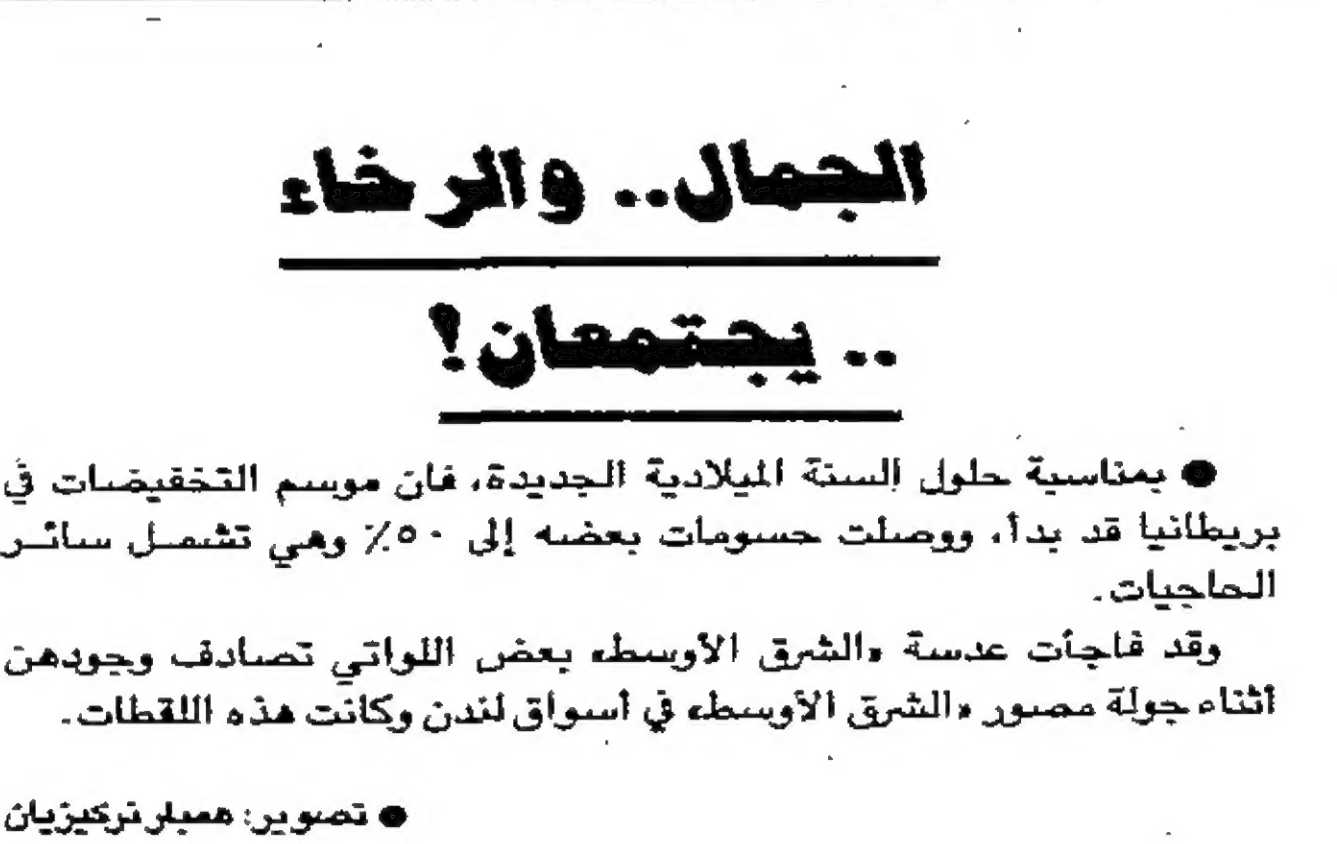 الجمال.. والرخاء
.. يجتمعان!
● بمناسبة حلول السنة الميلادية الجديدة، فان موسم التخفيضات في
بريطانيا قد بدأ، ووصلت حسومات بعضه إلى ٥٠٪ وهي تشمل سائر
الحاجيات.
وقد فاجأت عدسة «الشرق الأوسط» بعض اللواتي تصادف وجودهن
اثناء جولة مصور «الشرق الأوسط» في أسواق لندن وكانت هذه اللقطات.
● تصوير: همبار تركيزيان